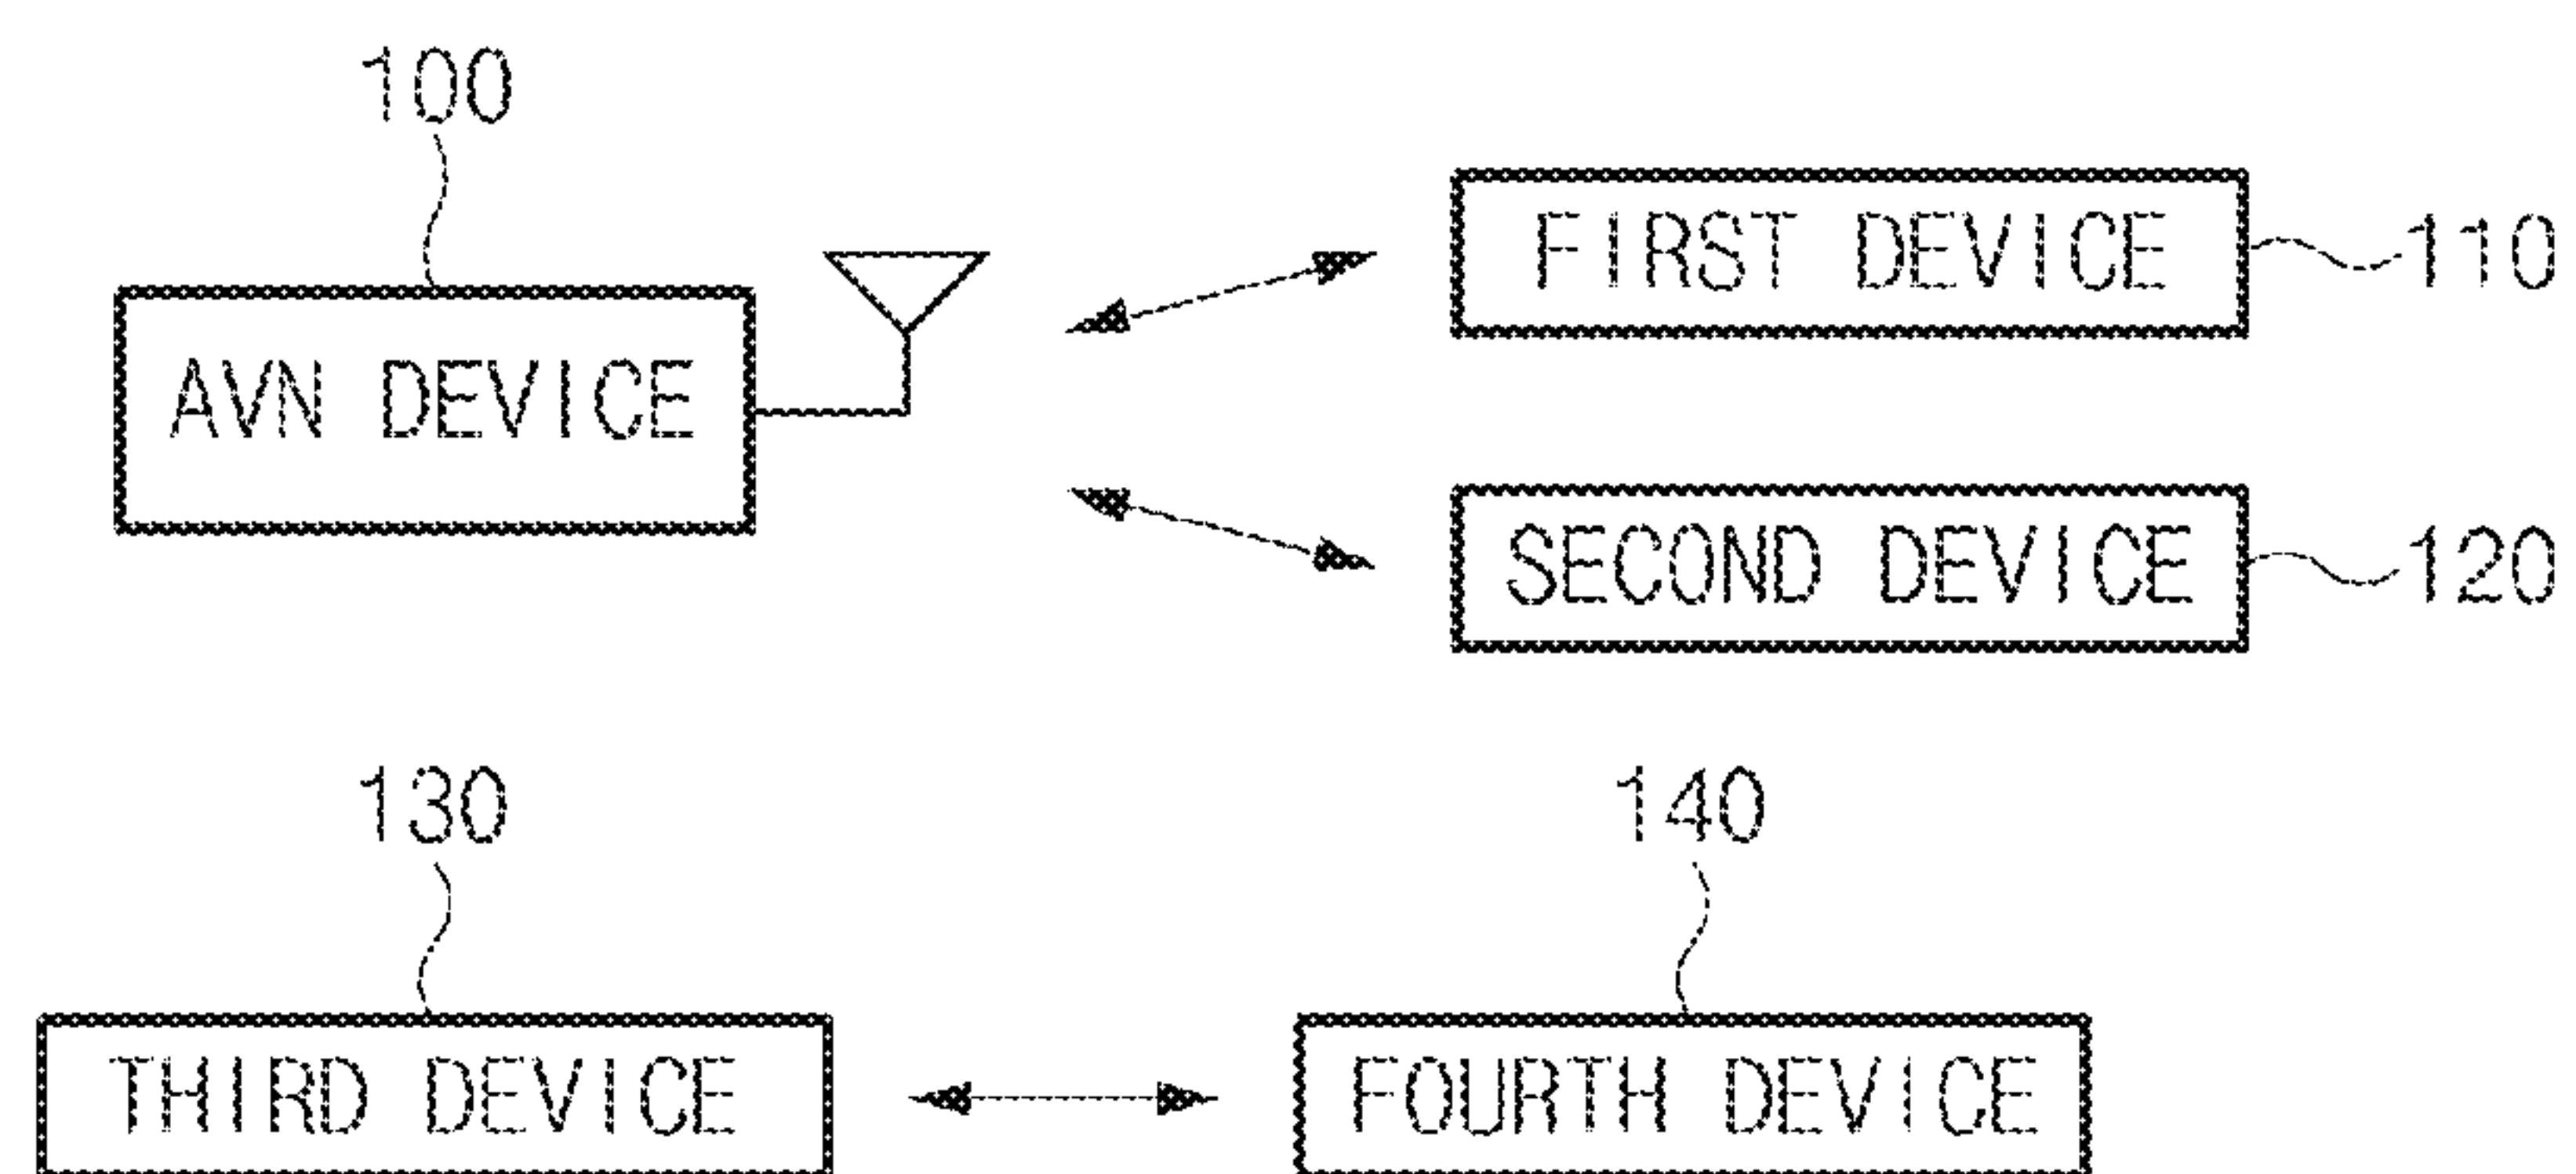 100
FIRST DEVICE 110
AVN DEVICE
SECOND DEVICE 120
130 140
THIRD DEVICE FOURTH DEVICE